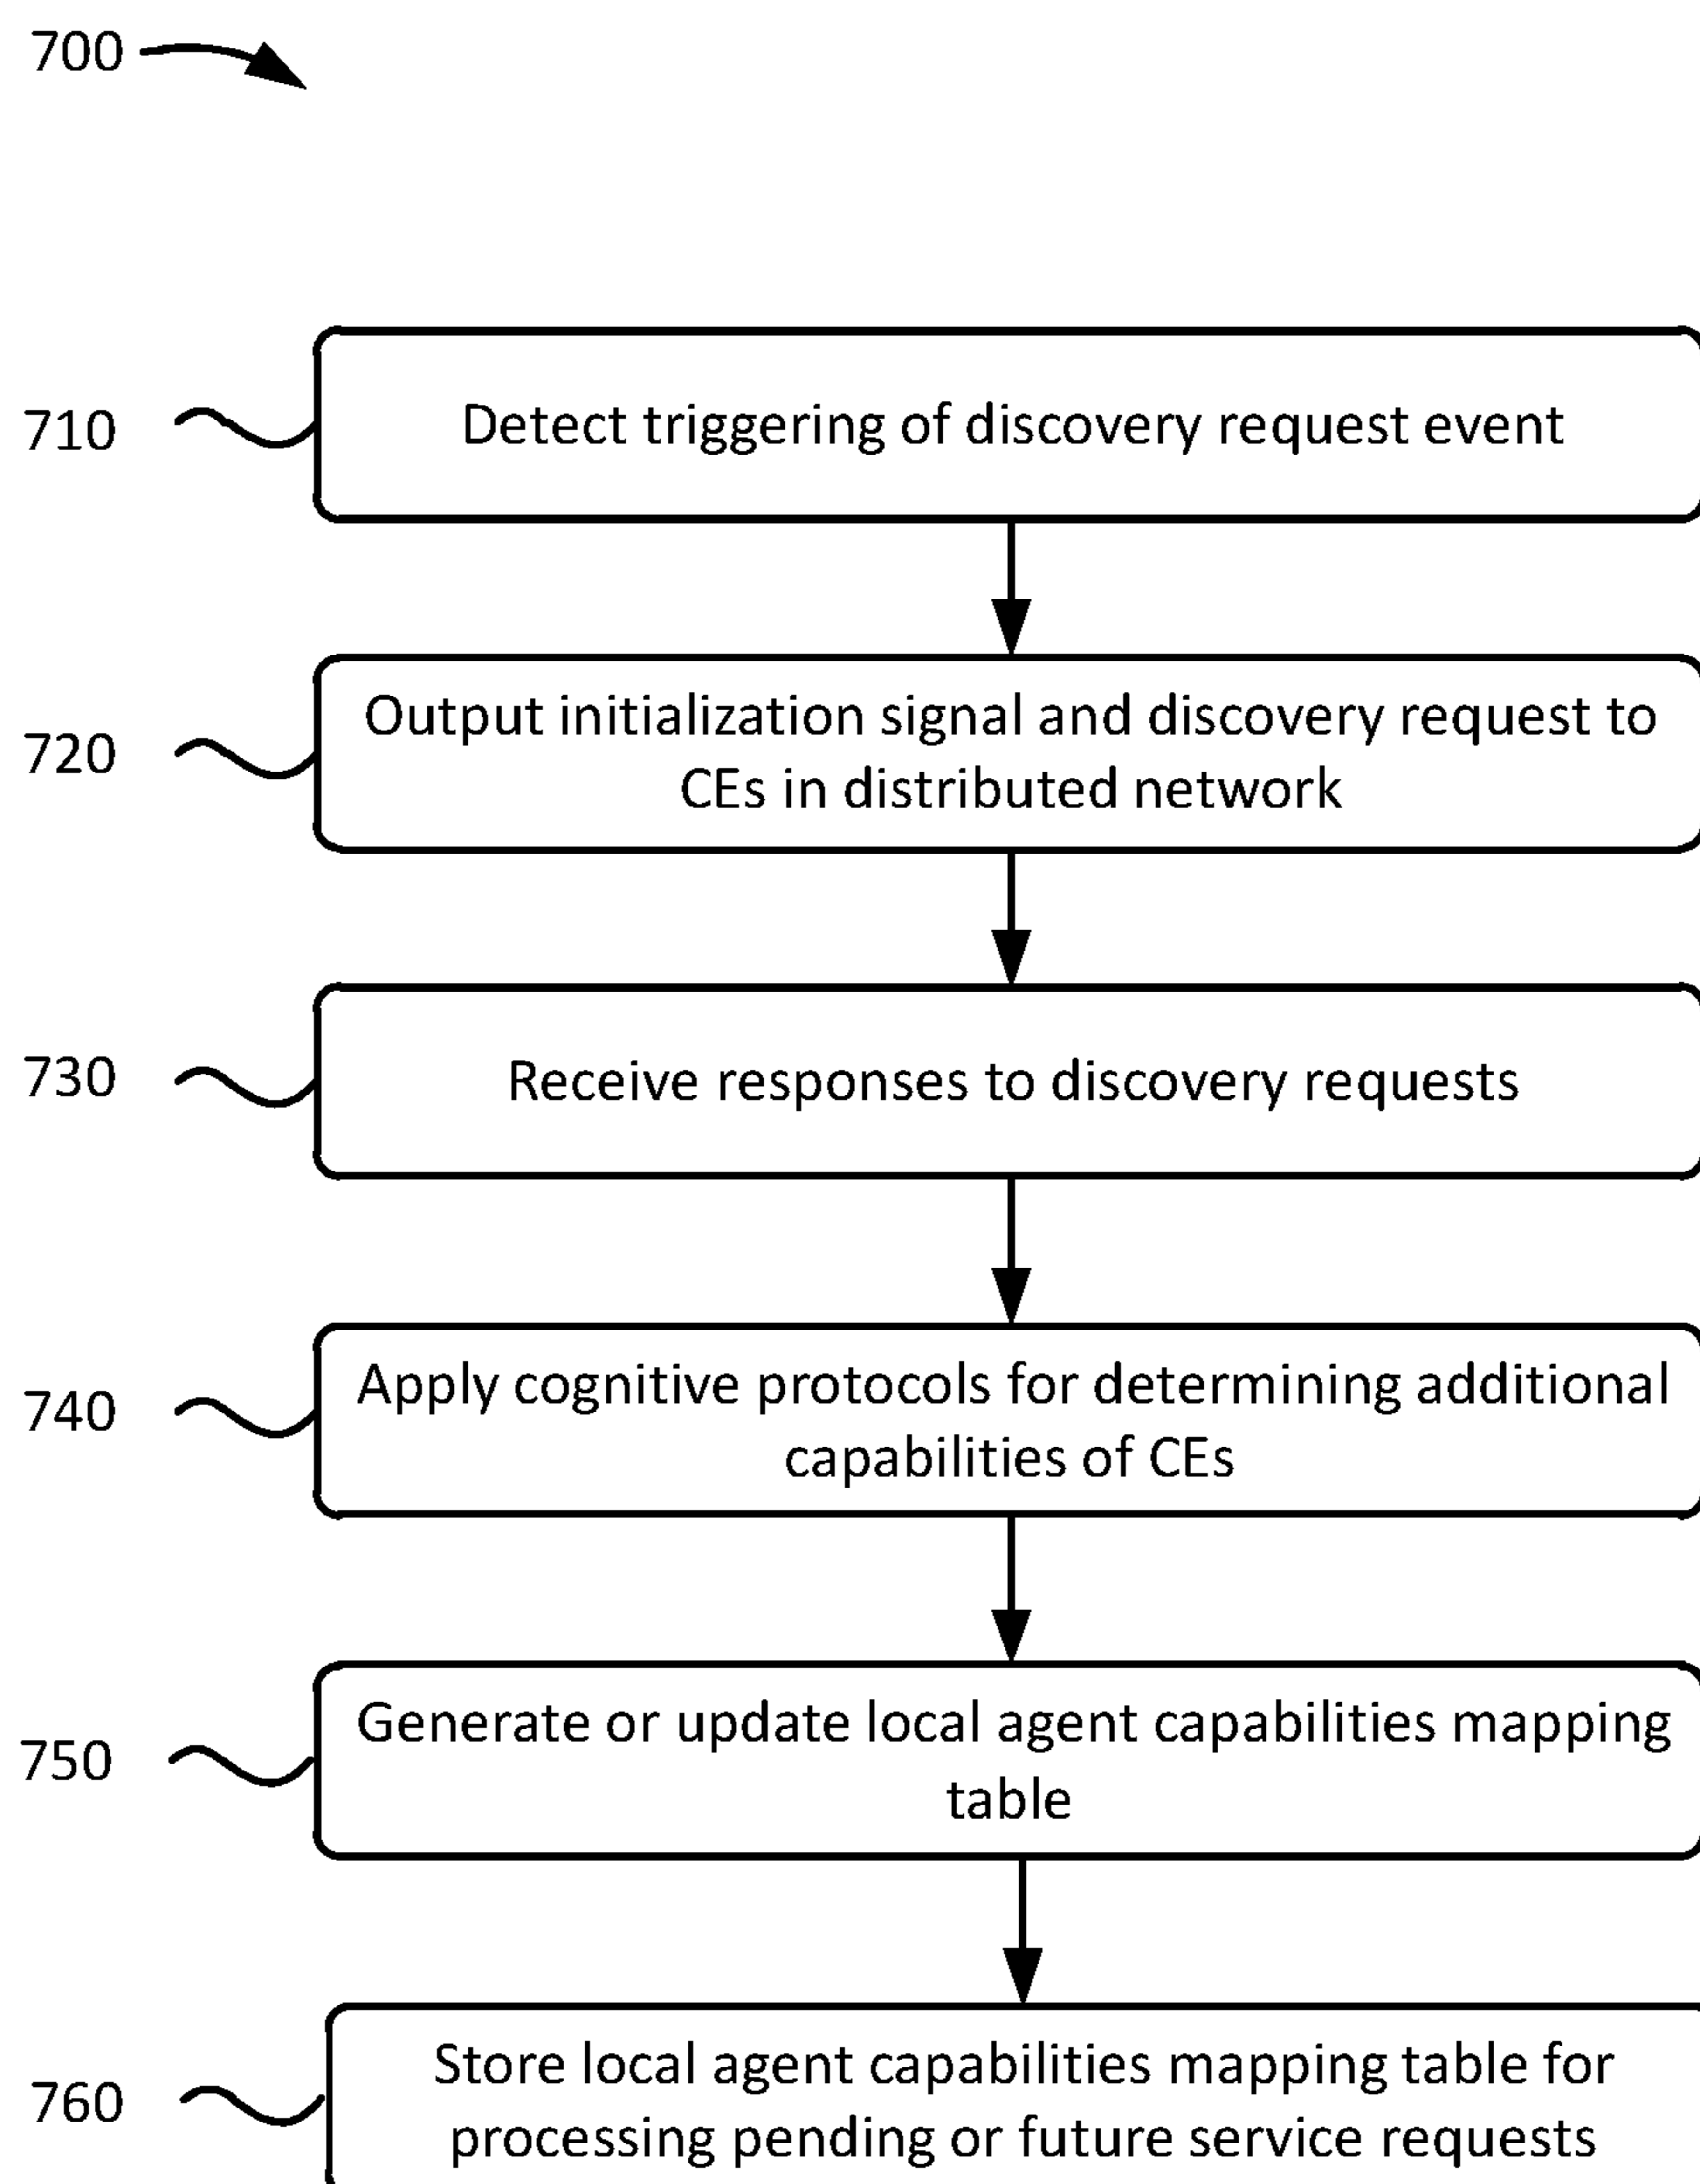 700
710
Detect triggering of discovery request event
720
Output initialization signal and discovery request to
CEs in distributed network
730
Receive responses to discovery requests
740
Apply cognitive protocols for determining additional
capabilities of CEs
750
Generate or update local agent capabilities mapping
table
760
Store local agent capabilities mapping table for
processing pending or future service requests